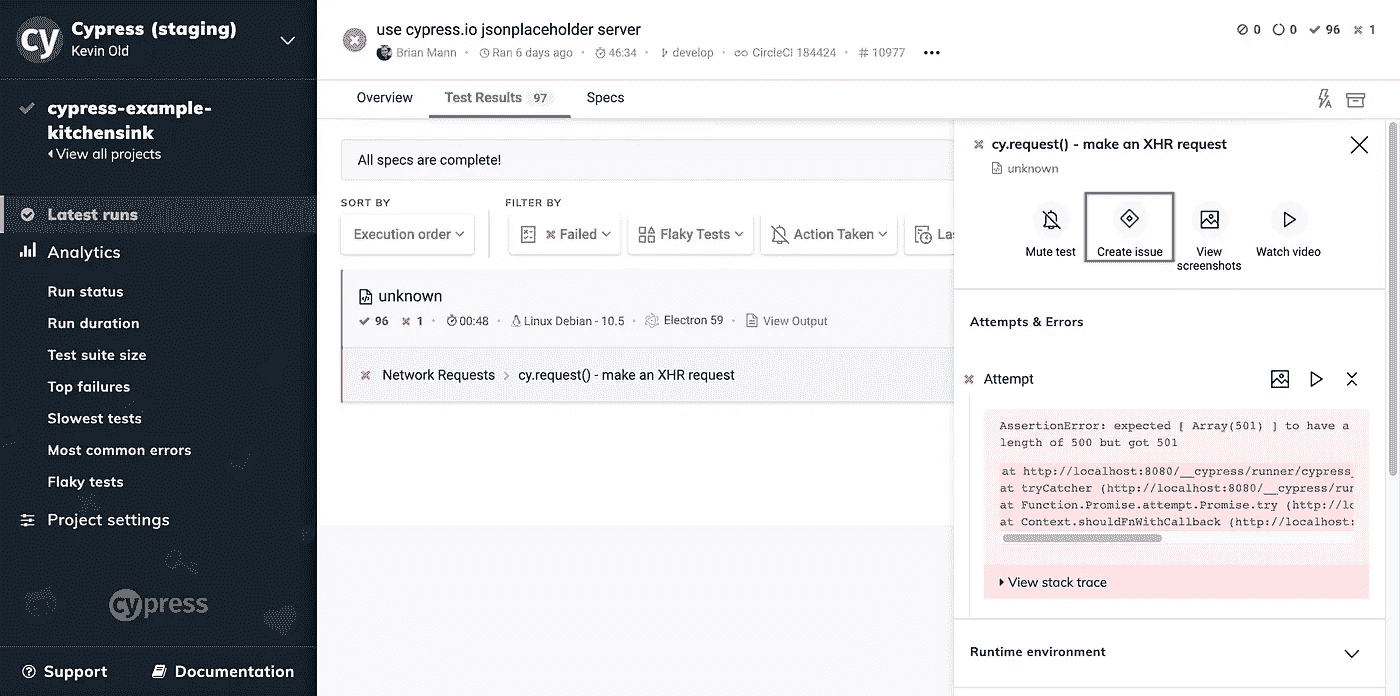 cy
Cypress (staging)
Kevin Old
cypress-example-
kitchensink
View all projects
Latest runs
Analytics
Run status
Run duration
Test suite size
Top failures
Slowest tests
Most common errors
Flaky tests
Project settings
cypress
Support
Documentation
use cypress.io jsonplaceholder server
Brian Mann · Ran 6 days ago · 46:34 · develop · CircleCI 184424 · # 10977
0 0 96 1
Overview
Test Results 97
Specs
All specs are complete!
SORT BY
Execution order
FILTER BY
Failed
Flaky Tests
Action Taken
Las
unknown
96 1 · 00:48 · Linux Debian - 10.5 · Electron 59 · View Output
Network Requests > cy.request() - make an XHR request
cy.request() - make an XHR request
unknown
Mute test
Create issue
View
screenshots
Watch video
Attempts & Errors
Attempt
AssertionError: expected [ Array(501) ] to have a
length of 500 but got 501
at http://localhost:8080/__cypress/runner/cypress_
at tryCatcher (http://localhost:8080/__cypress/run
at Function.Promise.attempt.Promise.try (http://lo
at Context.shouldFnWithCallback (http://localhost:
View stack trace
Runtime environment